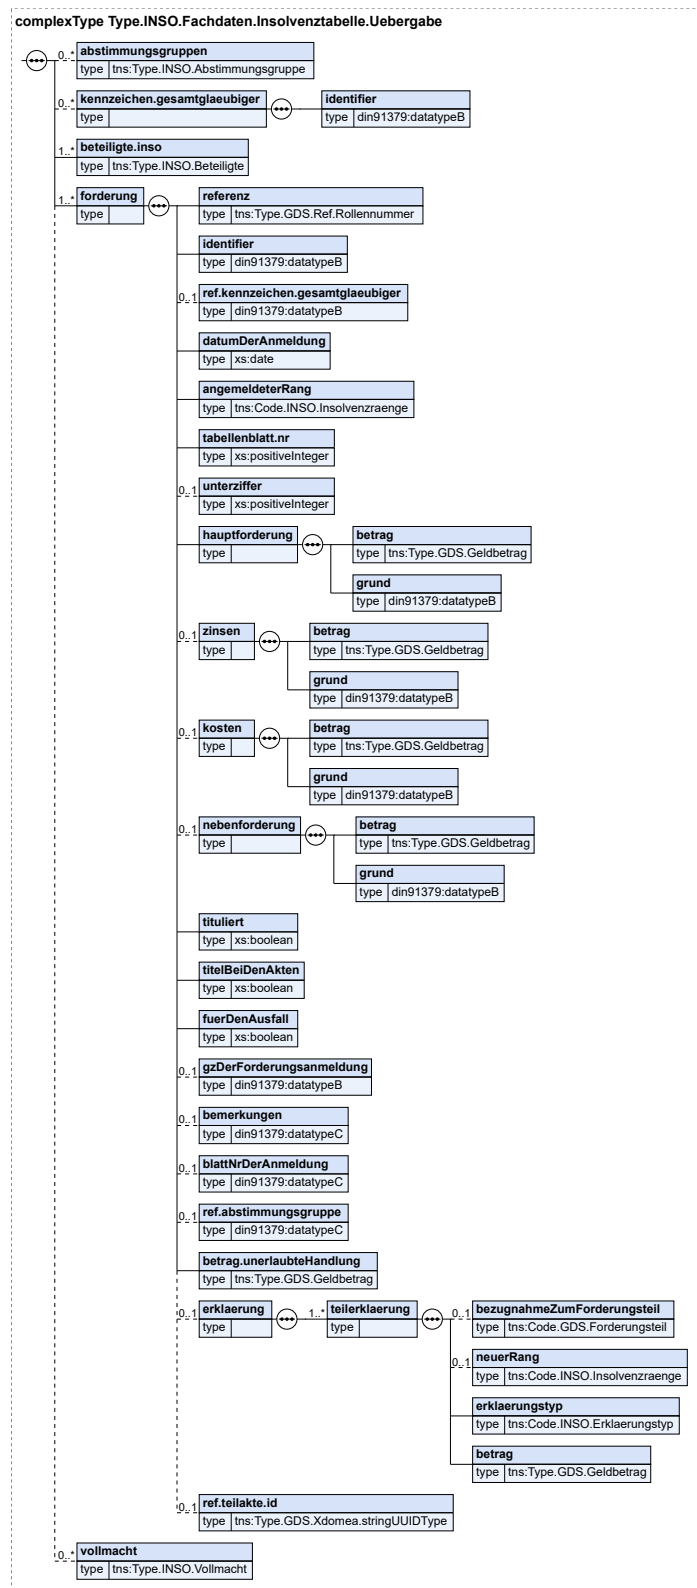 complexType Type.INSO.Fachdaten.Insolvenztabelle.Uebergabe
0..* abstimmungsgruppen
type tns:Type.INSO.Abstimmungsgruppe
0..* kennzeichen.gesamtglaeubiger
type
identifier
type din91379:datatypeB
1..* beteiligte.inso
type tns:Type.INSO.Beteiligte
1..* forderung
type
referenz
type tns:Type.GDS.Ref.Rollennummer
identifier
type din91379:datatypeB
0..1 ref.kennzeichen.gesamtglaeubiger
type din91379:datatypeB
datumDerAnmeldung
type xs:date
angemeldeterRang
type tns:Code.INSO.Insolvenzraenge
tabellenblatt.nr
type xs:positiveInteger
0..1 unterziffer
type xs:positiveInteger
hauptforderung
type
betrag
type tns:Type.GDS.Geldbetrag
grund
type din91379:datatypeB
0..1 zinsen
type
betrag
type tns:Type.GDS.Geldbetrag
grund
type din91379:datatypeB
0..1 kosten
type
betrag
type tns:Type.GDS.Geldbetrag
grund
type din91379:datatypeB
0..1 nebenforderung
type
betrag
type tns:Type.GDS.Geldbetrag
grund
type din91379:datatypeB
tituliert
type xs:boolean
titelBeiDenAkten
type xs:boolean
fuerDenAusfall
type xs:boolean
0..1 gzDerForderungsanmeldung
type din91379:datatypeB
0..1 bemerkungen
type din91379:datatypeC
0..1 blattNrDerAnmeldung
type din91379:datatypeC
0..1 ref.abstimmungsgruppe
type din91379:datatypeC
betrag.unerlaubteHandlung
type tns:Type.GDS.Geldbetrag
0..1 erklaerung
type
1..* teilerklaerung
type
0..1 bezugnahmeZumForderungsteil
type tns:Code.GDS.Forderungsteil
0..1 neuerRang
type tns:Code.INSO.Insolvenzraenge
erklaerungstyp
type tns:Code.INSO.Erklaerungstyp
betrag
type tns:Type.GDS.Geldbetrag
0..1 ref.teilakte.id
type tns:Type.GDS.Xdomea.stringUUIDType
0..* vollmacht
type tns:Type.INSO.Vollmacht